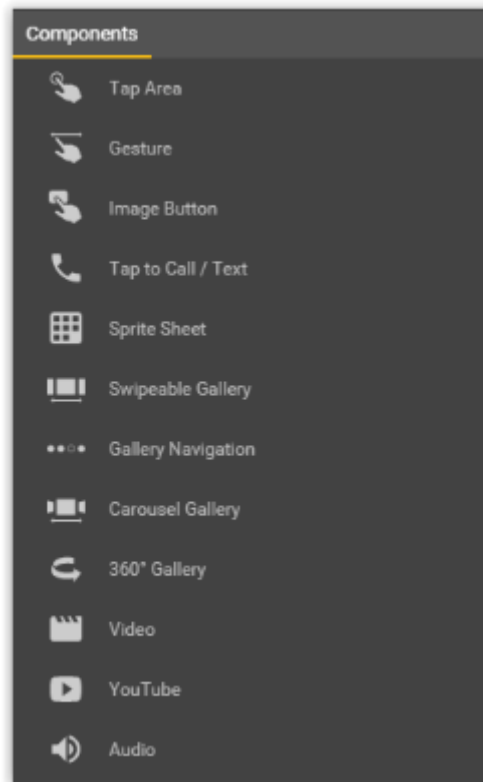 Components
Tap Area
Gesture
Image Button
Tap to Call / Text
Sprite Sheet
Swipeable Gallery
Gallery Navigation
Carousel Gallery
360° Gallery
Video
YouTube
Audio